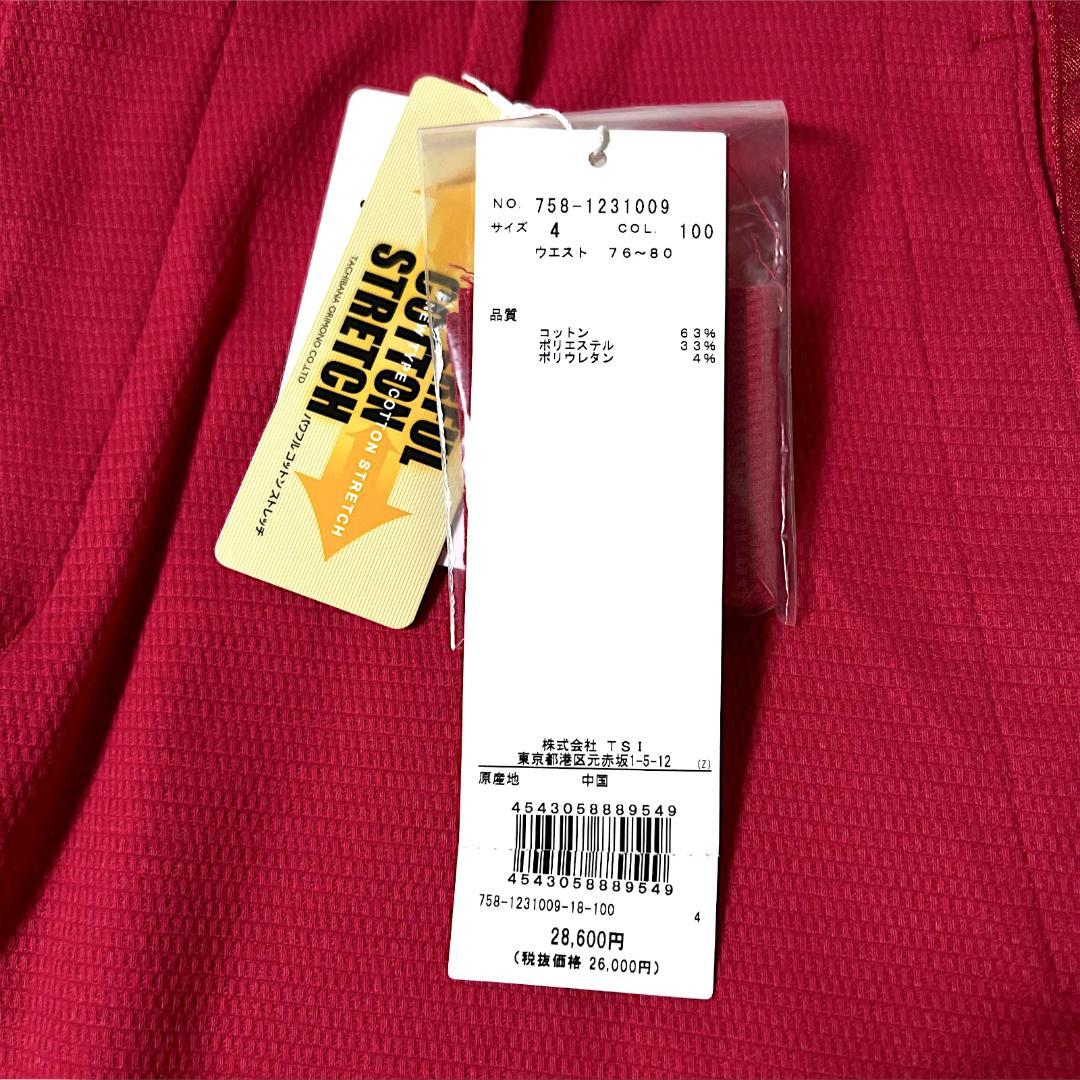 NO. 758-1231009
サイズ 4 COL. 100
ウエスト 76～80
品質
コットン 63%
ポリエステル 33%
ポリウレタン 4%
株式会社 TSI
東京都港区元赤坂1-5-12 (Z)
原産地 中国
4543058889549
4543058889549
758-1231009-18-100 4
28,600円
(税抜価格 26,000円)
COTTON
STRETCH
NEW TYPE COTTON STRETCH
TACHIBANA ORIMONO CO.LTD
パワフルコットンストレッチ